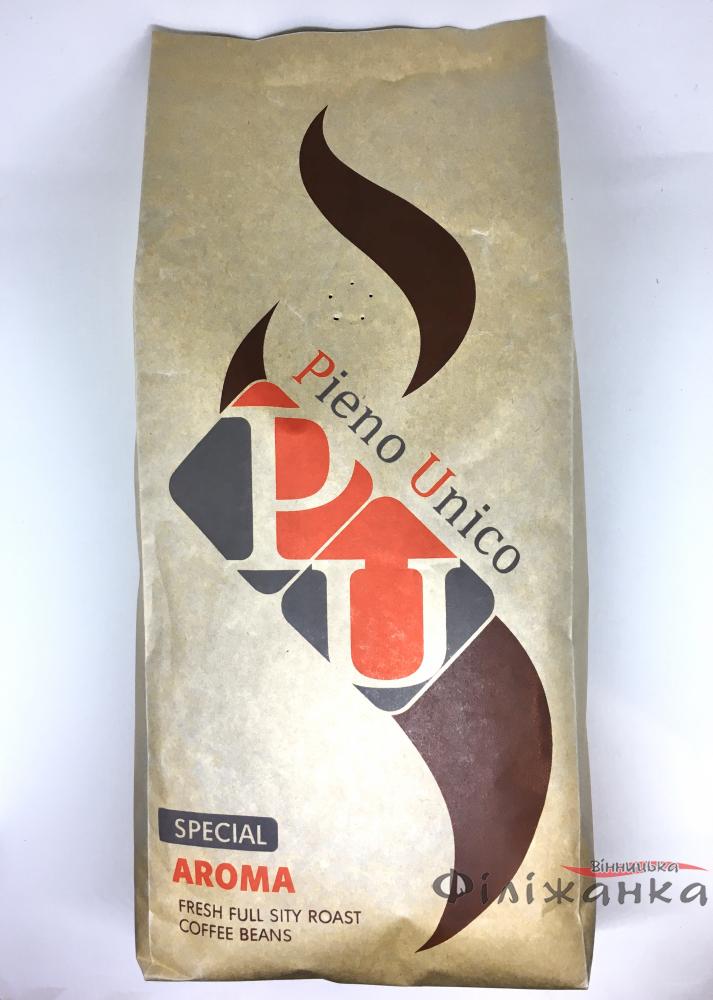 Pieno Unico
PU
SPECIAL
AROMA
FRESH FULL SITY ROAST
COFFEE BEANS
Вінницька
Філіжанка